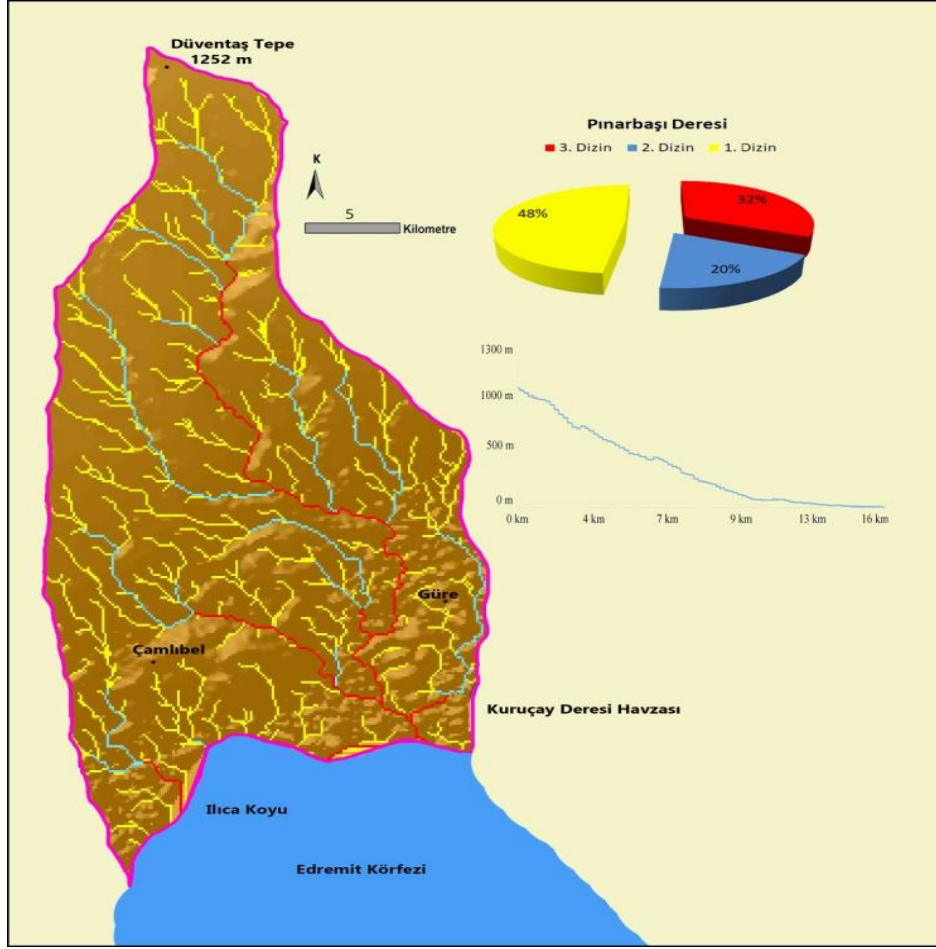 Düventaş Tepe
1252 m
Pınarbaşı Deresi
3. Dizin 2. Dizin 1. Dizin
K
5
Kilometre
48%
32%
20%
1300 m
1000 m
500 m
0 m
0 km 4 km 7 km 9 km 13 km 16 km
Güre
Çamlıbel
Kuruçay Deresi Havzası
Ilıca Koyu
Edremit Körfezi